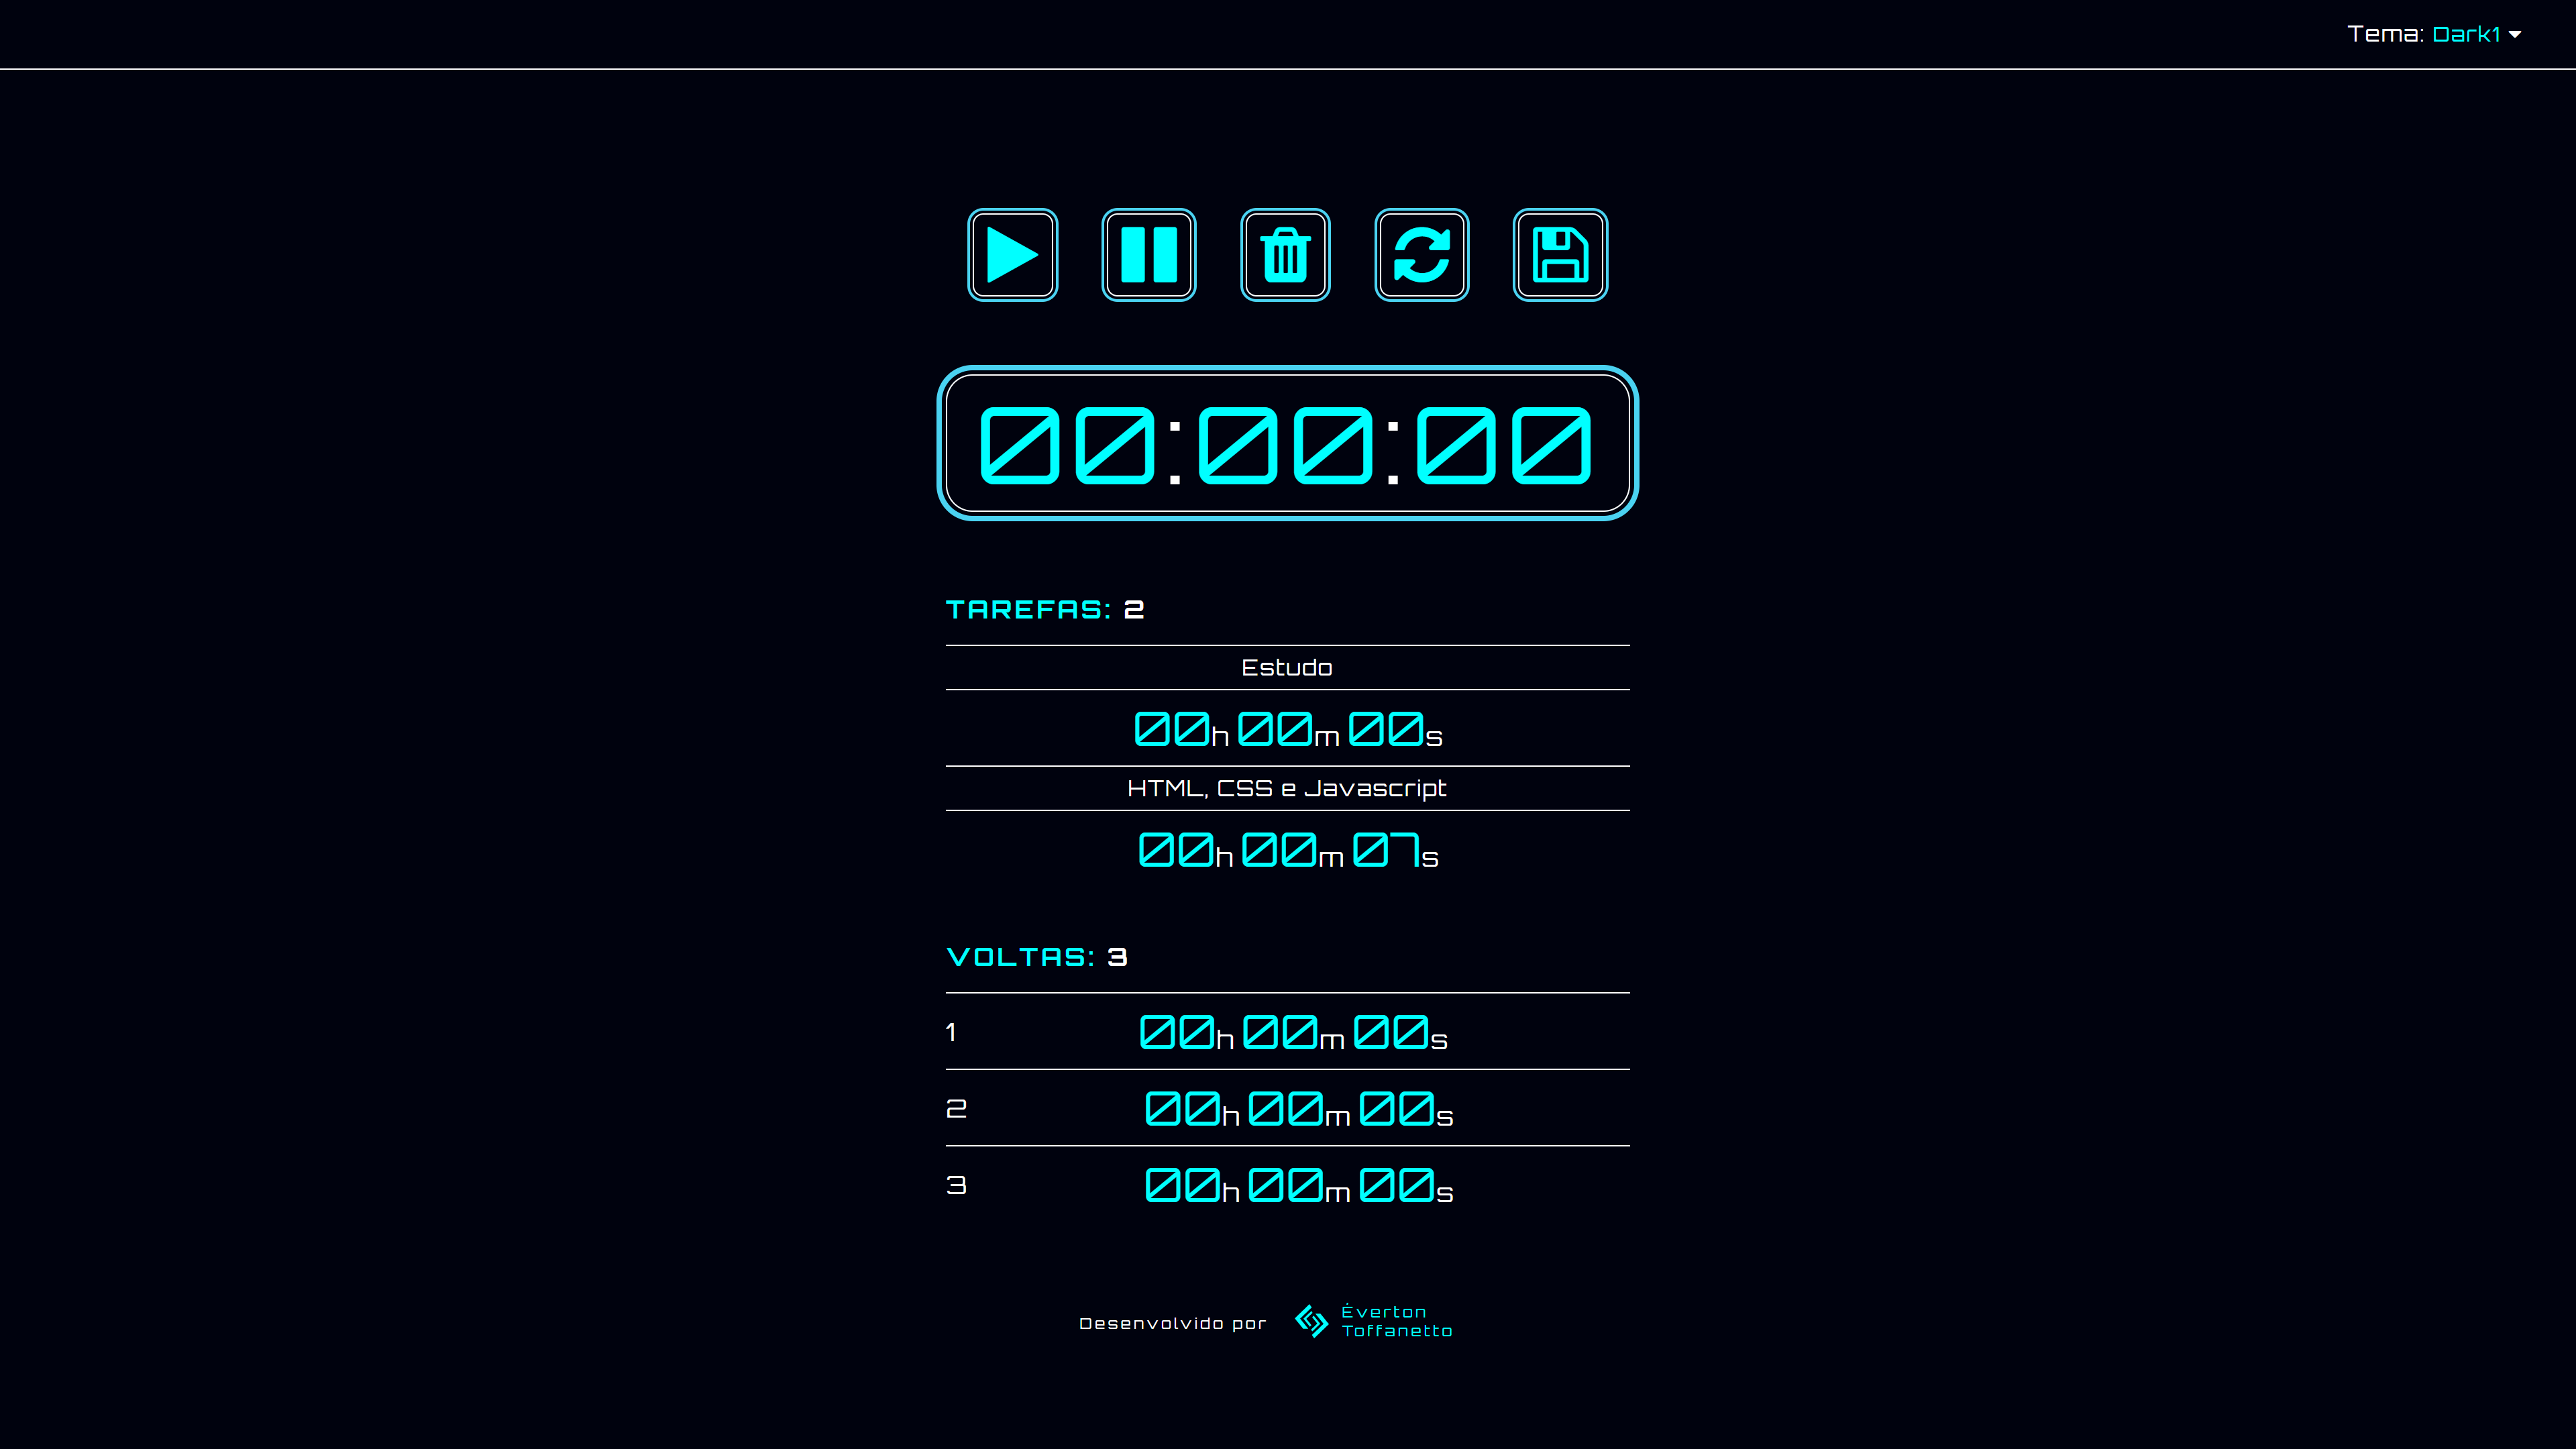 Tema: Dark1
00:00:00
TAREFAS: 2
Estudo
00h 00m 00s
HTML, CSS e Javascript
00h 00m 07s
VOLTAS: 3
1 00h 00m 00s
2 00h 00m 00s
3 00h 00m 00s
Desenvolvido por
Éverton
Toffanetto